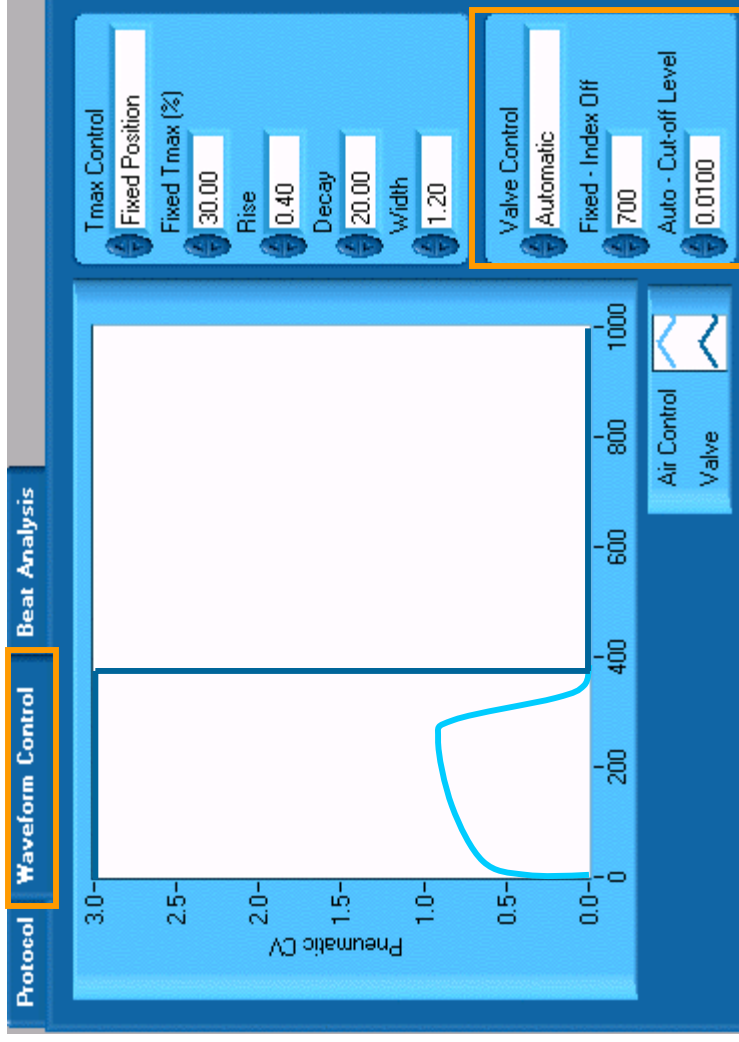 Protocol Waveform Control Beat Analysis
3.0
2.5
2.0
1.5
1.0
0.5
0.0
Pneumatic CV
0 200 400 600 800 1000
Air Control
Valve
Tmax Control
Fixed Position
Fixed Tmax (%)
30.00
Rise
0.40
Decay
20.00
Width
1.20
Valve Control
Automatic
Fixed - Index Off
700
Auto - Cut-off Level
0.0100